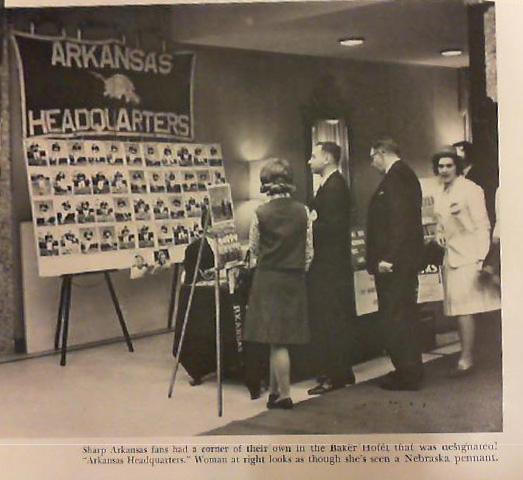 ARKANSAS
HEADQUARTERS
ARKANSAS
Sharp Arkansas fans had a corner of their own in the Baker Hotel that was designated
"Arkansas Headquarters." Woman at right looks as though she's seen a Nebraska pennant.